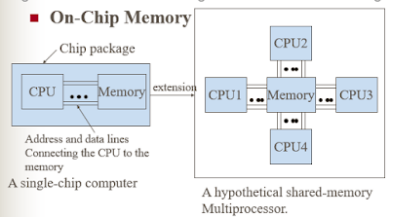 On-Chip Memory
Chip package
CPU
Memory
extension
Address and data lines
Connecting the CPU to the
memory
A single-chip computer
CPU2
CPU1
Memory
CPU3
CPU4
A hypothetical shared-memory
Multiprocessor.